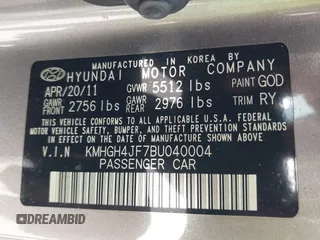 MANUFACTURED IN KOREA BY
HYUNDAI MOTOR COMPANY
APR/20/11 GVWR 5512 lbs PAINT GOD
GAWR FRONT 2756 lbs GAWR REAR 2976 lbs TRIM RY
THIS VEHICLE CONFORMS TO ALL APPLICABLE FEDERAL MOTOR VEHICLE
SAFETY, BUMPER, AND THEFT PREVENTION STANDARDS
IN EFFECT ON THE DATE OF MANUFACTURE SHOWN ABOVE.
V.I.N KMHGH4JF7BU040004
PASSENGER CAR
DREAMBID